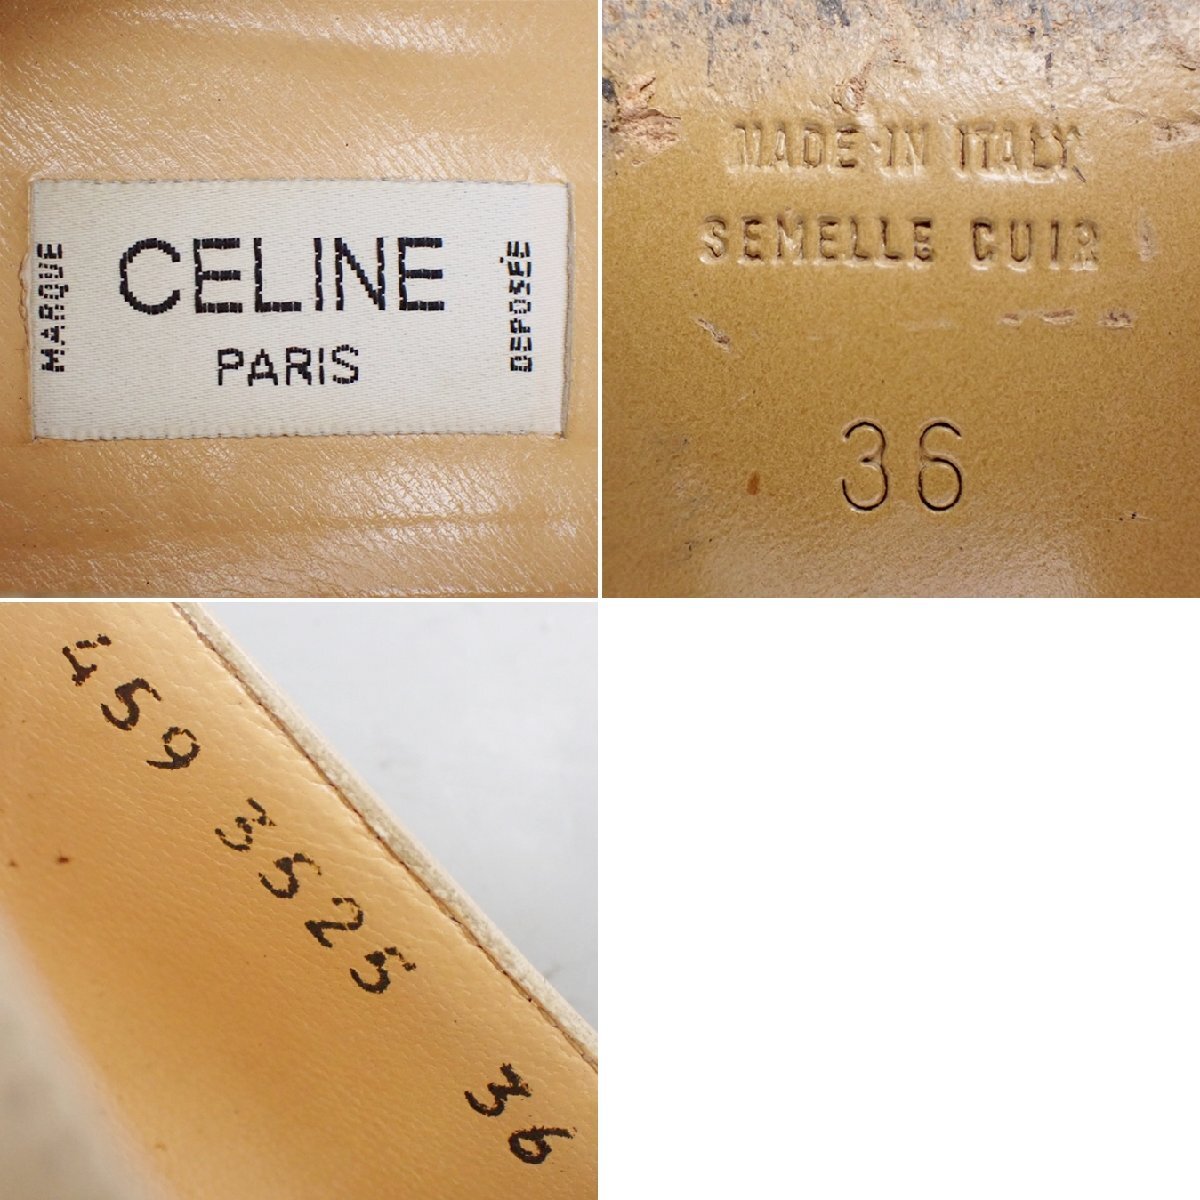 MARQUE
CELINE
PARIS
DEPOSÉE
MADE IN ITALY
SEMELLE CUIR
36
159 3525 36